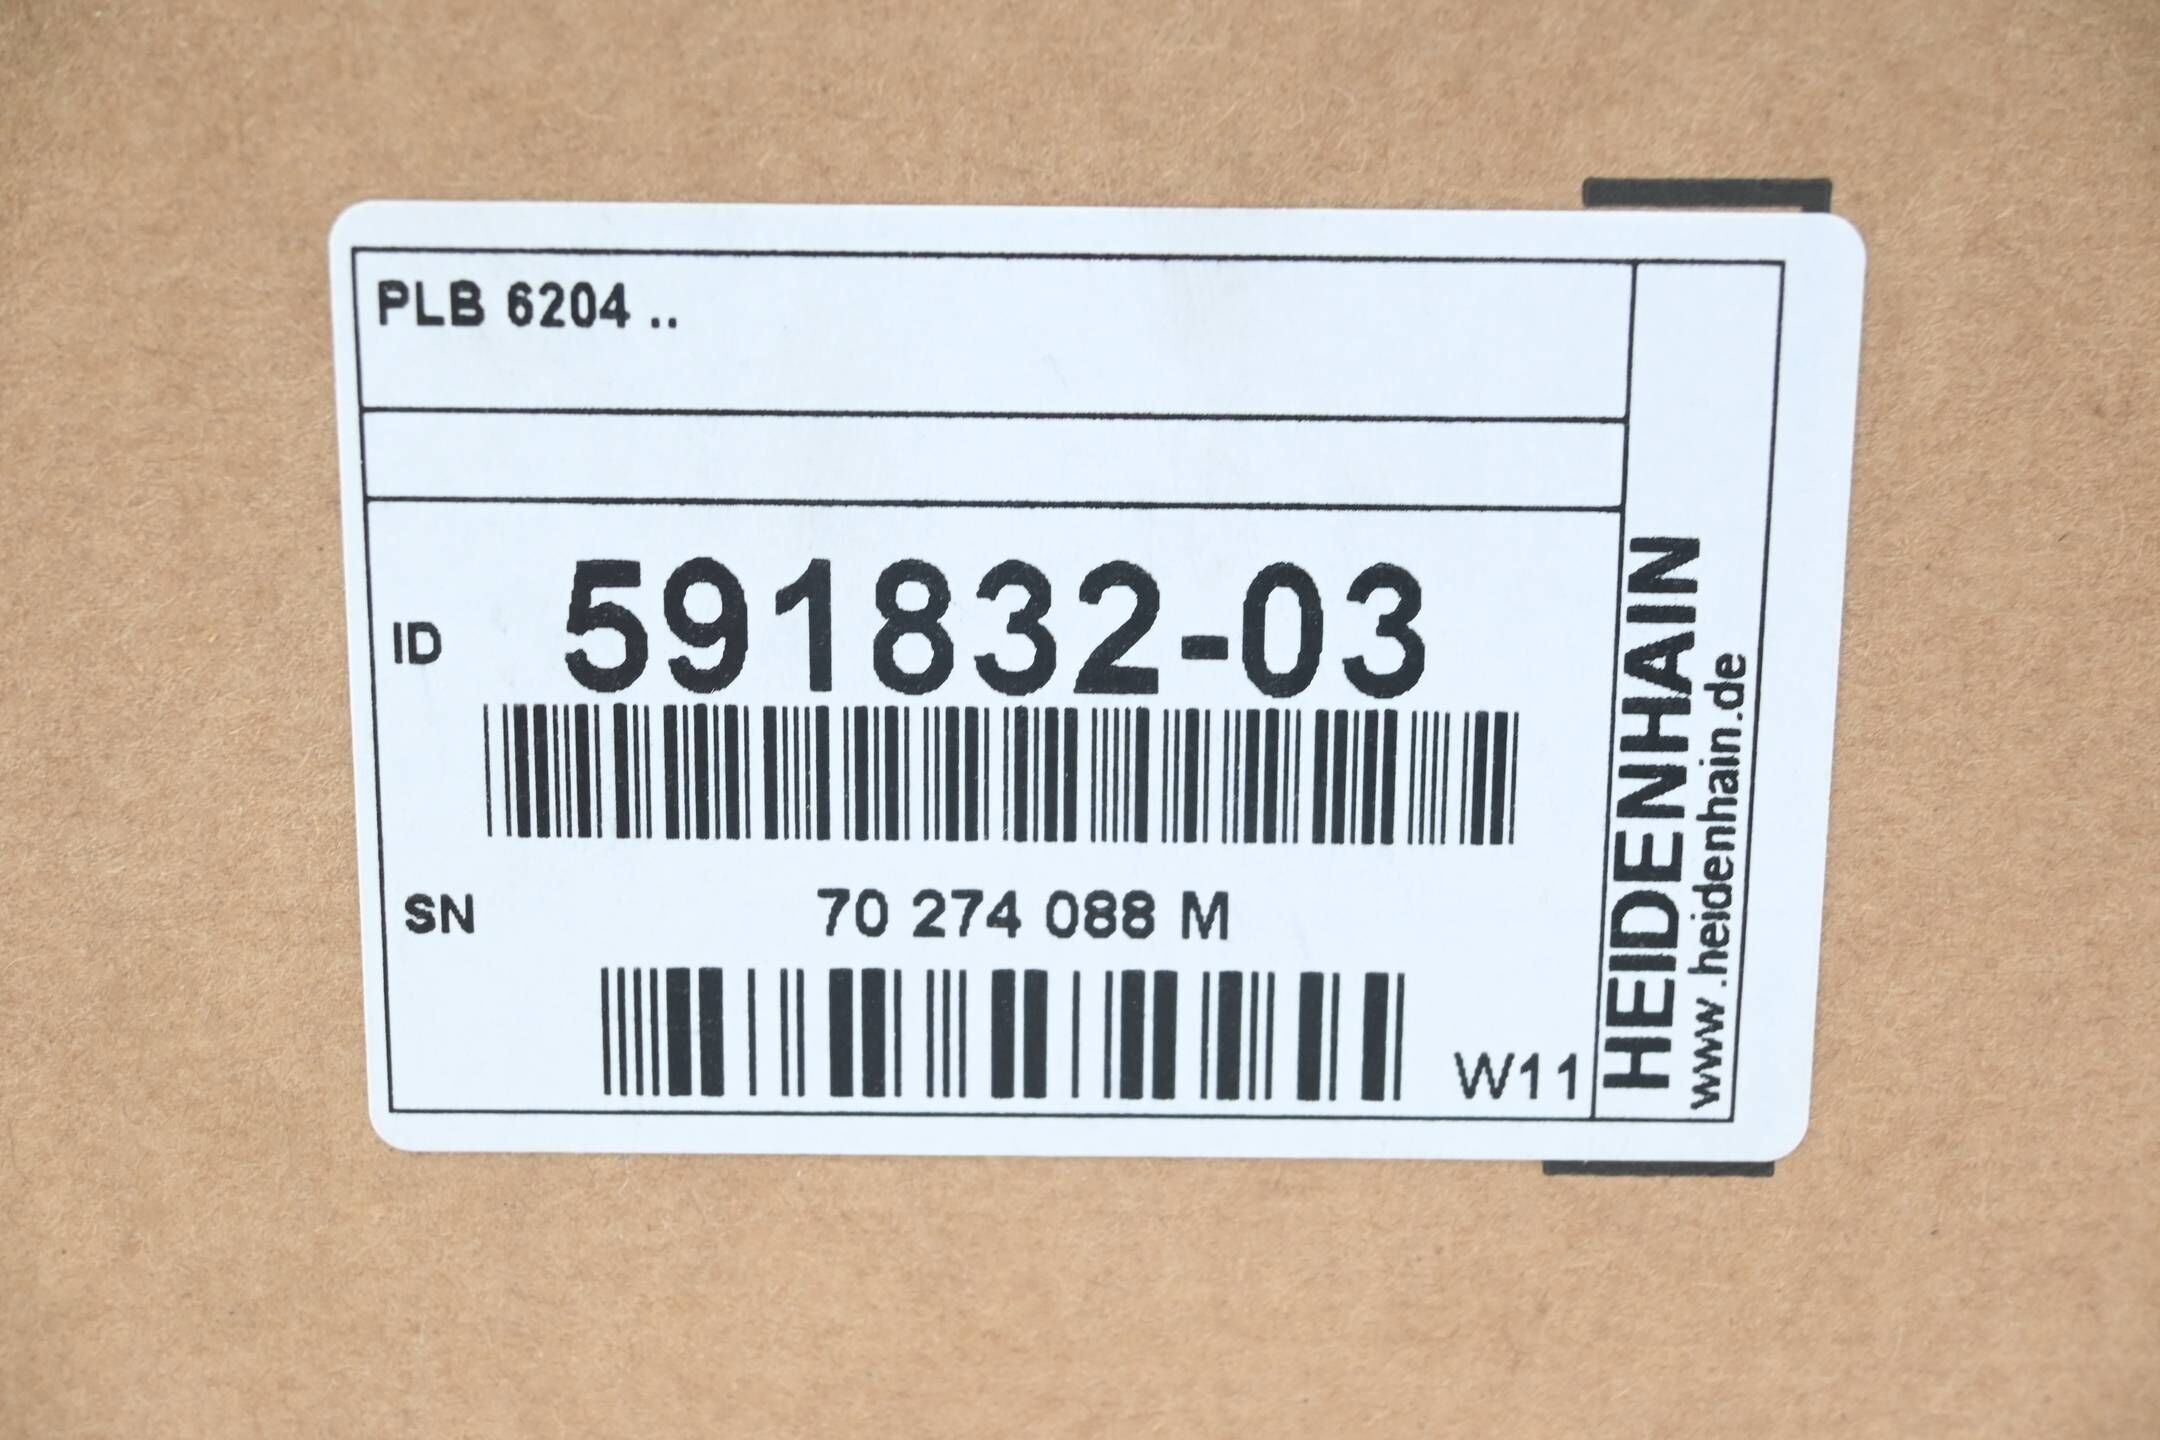 PLB 6204 ..
ID 591832-03
SN 70 274 088 M
W11
HEIDENHAIN
www.heidenhain.de